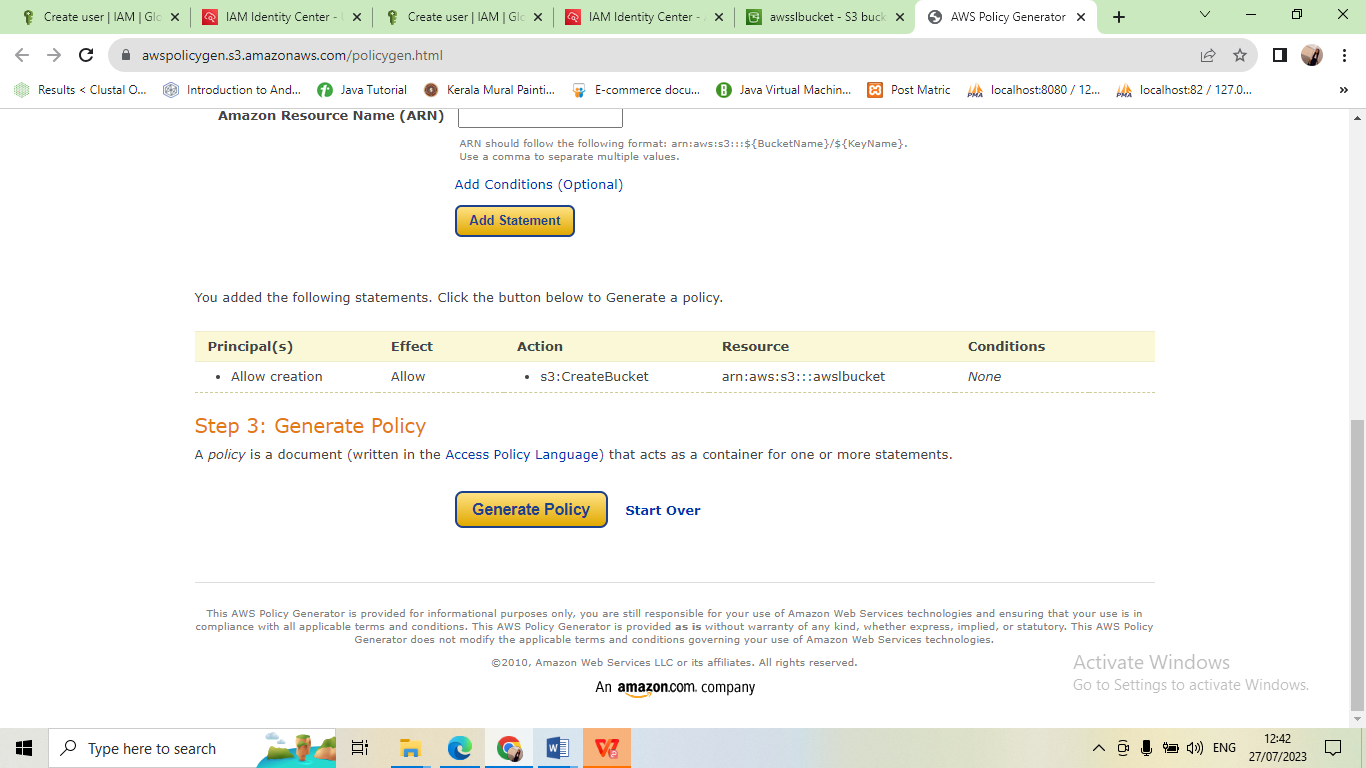 Create user | IAM | Glo
IAM Identity Center -
Create user | IAM | Glo
IAM Identity Center -
awsslbucket - S3 buck
AWS Policy Generator
awspolicygen.s3.amazonaws.com/policygen.html
Results < Clustal O...
Introduction to And...
Java Tutorial
Kerala Mural Painti...
E-commerce docu...
Java Virtual Machin...
Post Matric
localhost:8080 / 12...
localhost:82 / 127.0...
»
Amazon Resource Name (ARN)
ARN should follow the following format: arn:aws:s3:::${BucketName}/${KeyName}.
Use a comma to separate multiple values.
Add Conditions (Optional)
Add Statement
You added the following statements. Click the button below to Generate a policy.
Principal(s) Effect Action Resource Conditions
• Allow creation Allow • s3:CreateBucket arn:aws:s3:::awslbucket None
Step 3: Generate Policy
A policy is a document (written in the Access Policy Language) that acts as a container for one or more statements.
Generate Policy Start Over
This AWS Policy Generator is provided for informational purposes only, you are still responsible for your use of Amazon Web Services technologies and ensuring that your use is in
compliance with all applicable terms and conditions. This AWS Policy Generator is provided as is without warranty of any kind, whether express, implied, or statutory. This AWS Policy
Generator does not modify the applicable terms and conditions governing your use of Amazon Web Services technologies.
©2010, Amazon Web Services LLC or its affiliates. All rights reserved.
An amazon.com. company
Activate Windows
Go to Settings to activate Windows.
Type here to search
ENG
12:42
27/07/2023